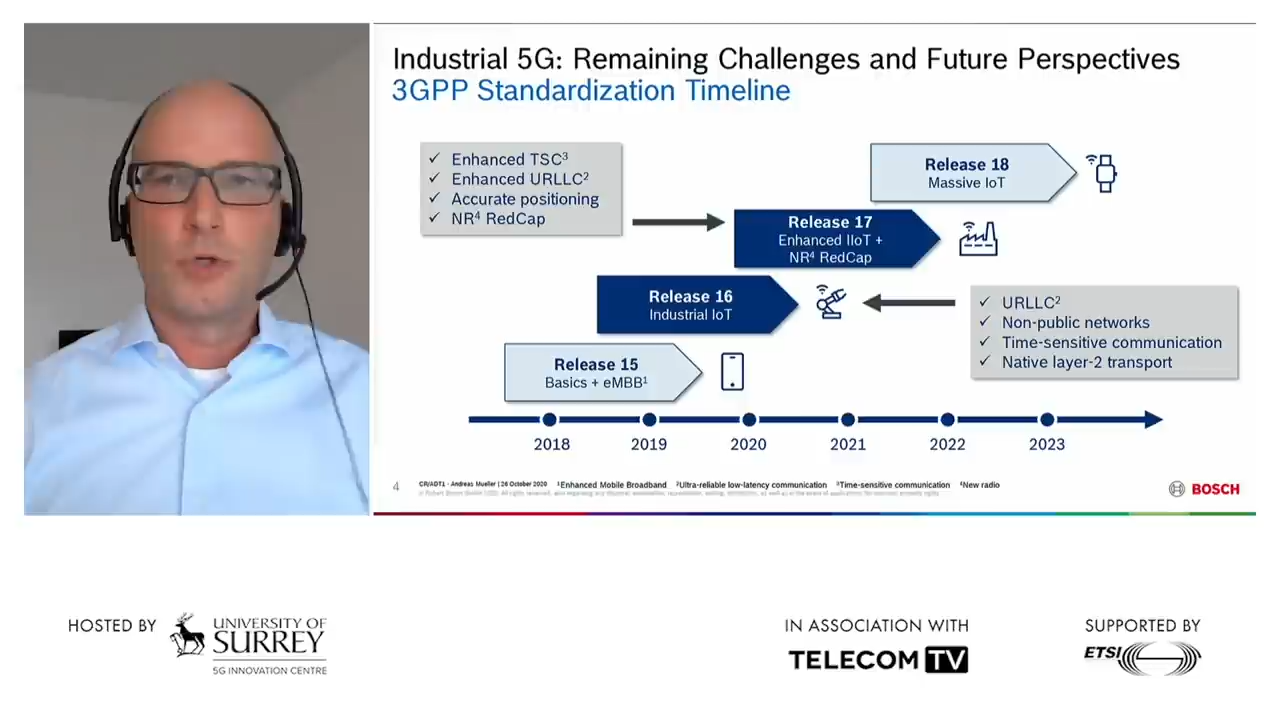 Industrial 5G: Remaining Challenges and Future Perspectives
3GPP Standardization Timeline
✓ Enhanced TSC³
✓ Enhanced URLLC²
✓ Accurate positioning
✓ NR⁴ RedCap
Release 18
Massive IoT
Release 17
Enhanced IIoT +
NR⁴ RedCap
Release 16
Industrial IoT
✓ URLLC²
✓ Non-public networks
✓ Time-sensitive communication
✓ Native layer-2 transport
Release 15
Basics + eMBB¹
2018 2019 2020 2021 2022 2023
4
CR/ADT1 - Andreas Mueller | 26 October 2020 ¹Enhanced Mobile Broadband ²Ultra-reliable low-latency communication ³Time-sensitive communication ⁴New radio
BOSCH
HOSTED BY
UNIVERSITY OF
SURREY
5G INNOVATION CENTRE
IN ASSOCIATION WITH
TELECOM TV
SUPPORTED BY
ETSI